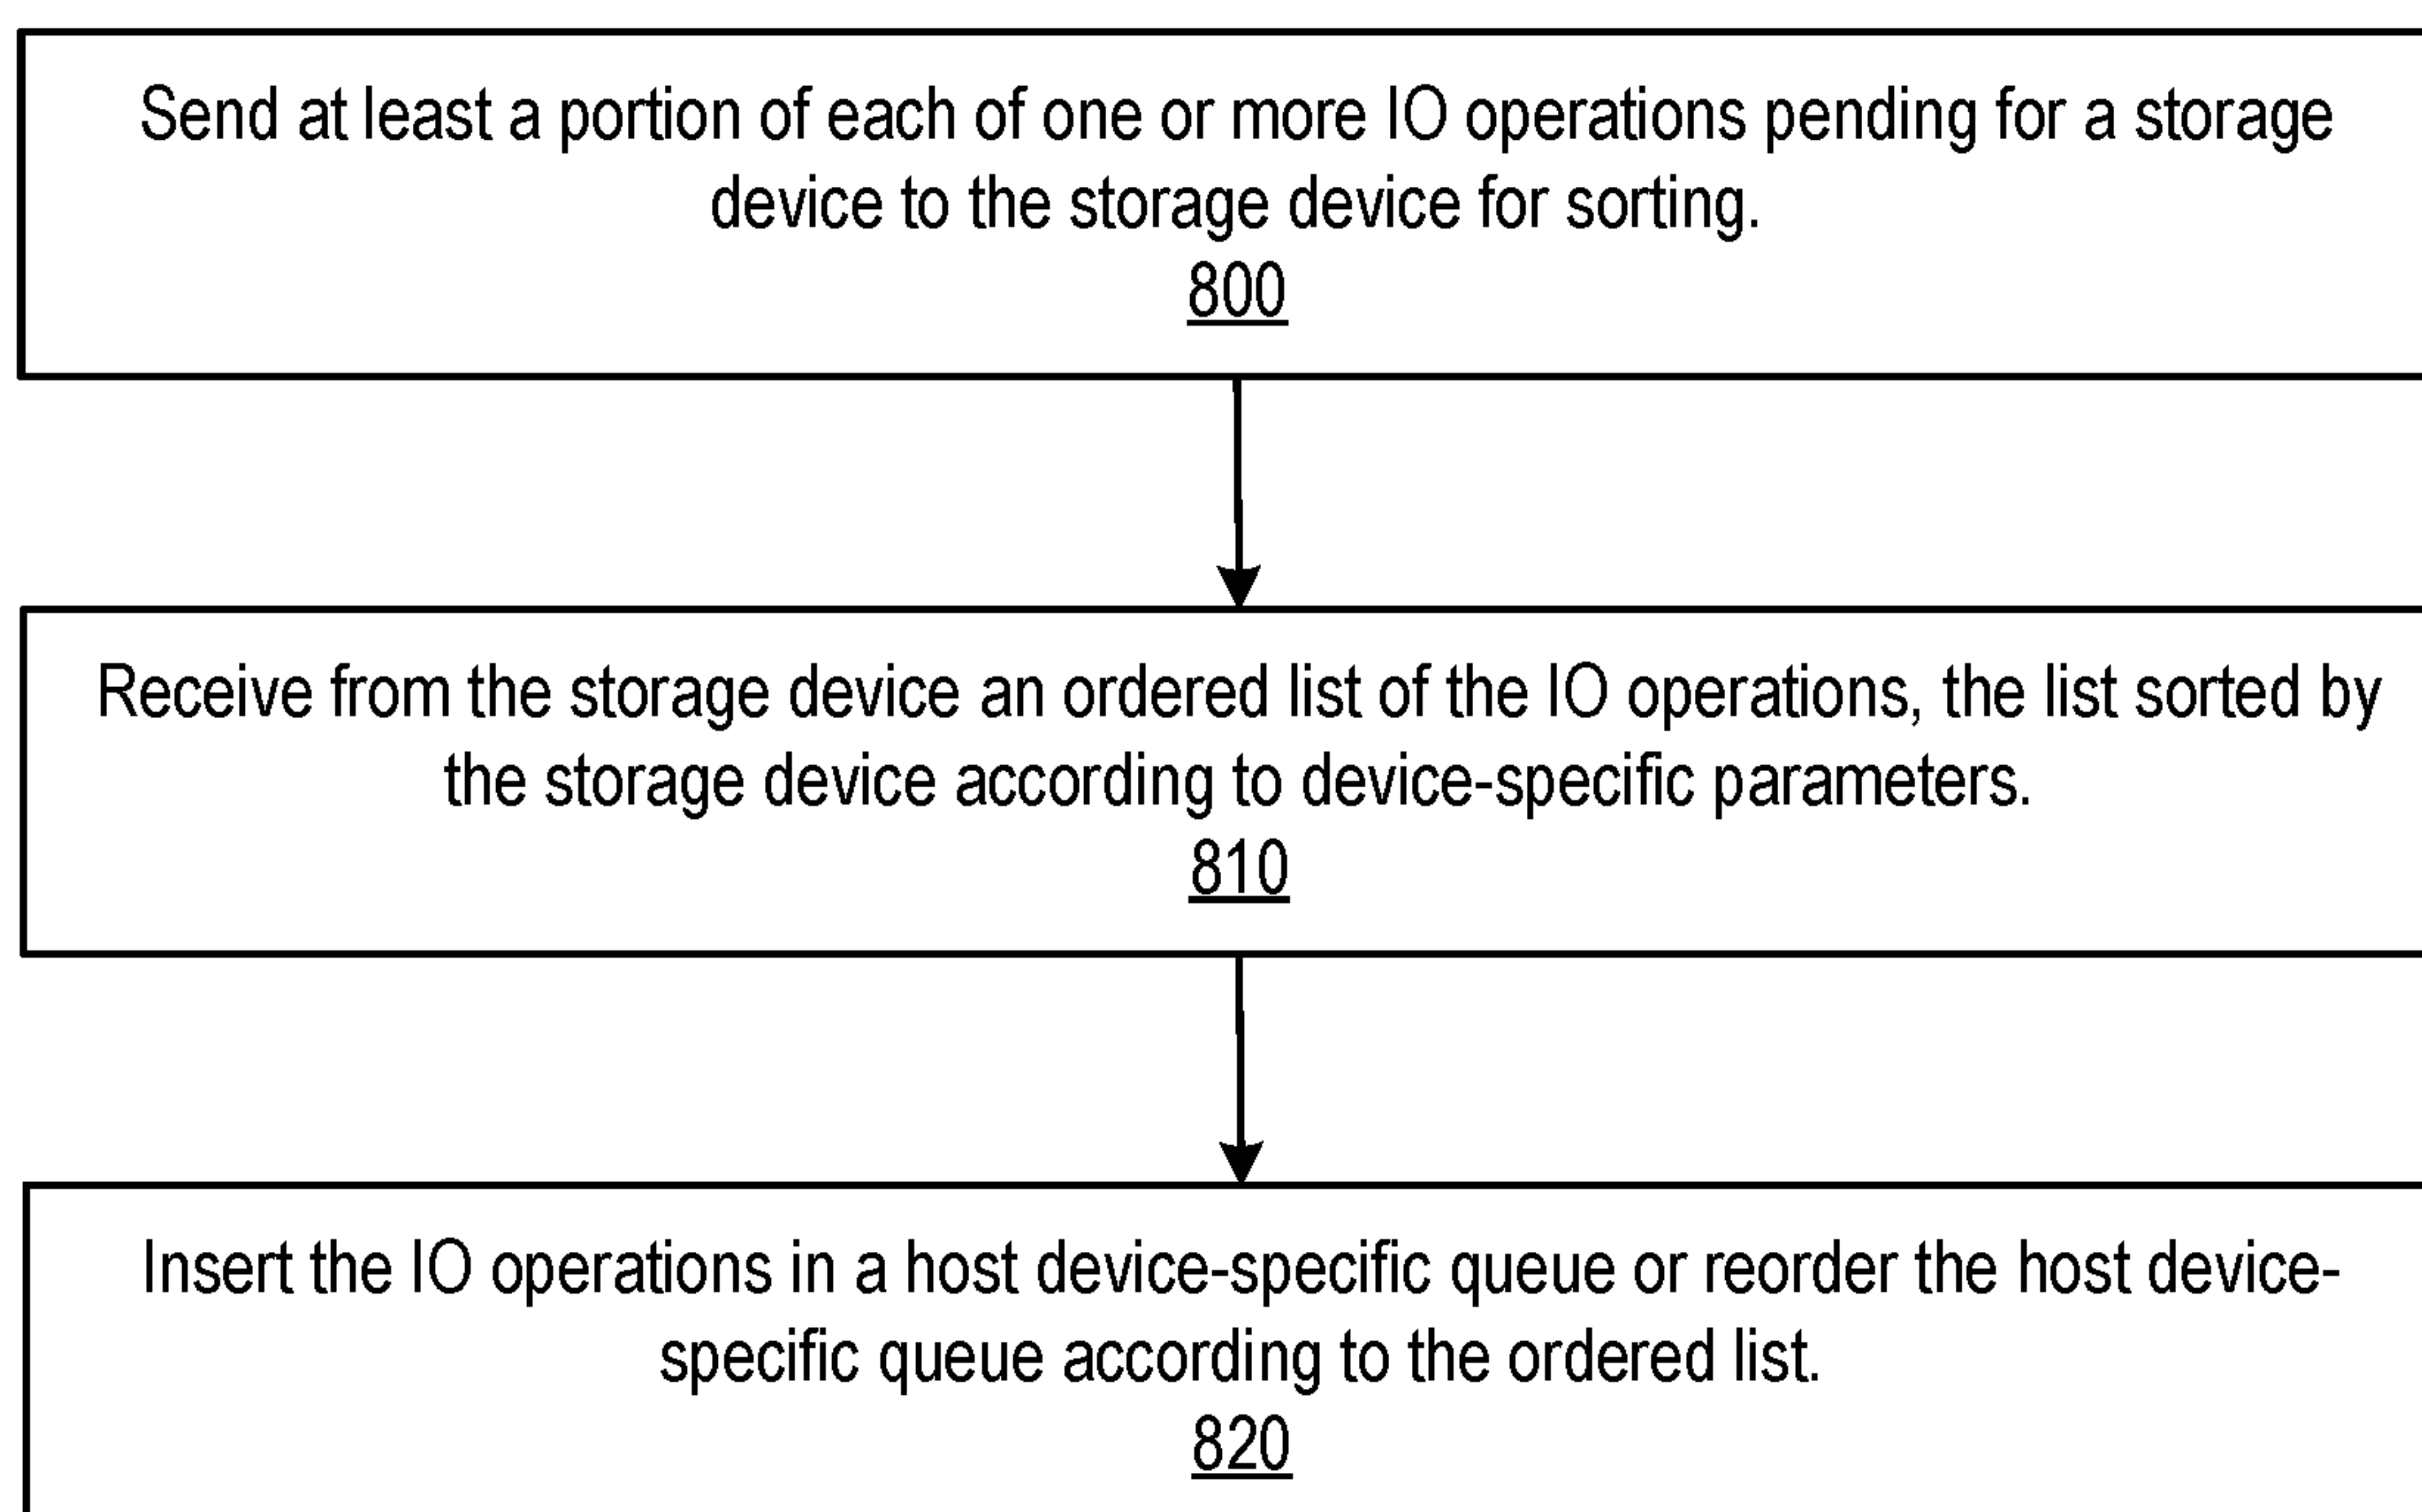 Send at least a portion of each of one or more IO operations pending for a storage
device to the storage device for sorting.
800
Receive from the storage device an ordered list of the IO operations, the list sorted by
the storage device according to device-specific parameters.
810
Insert the IO operations in a host device-specific queue or reorder the host device-
specific queue according to the ordered list.
820